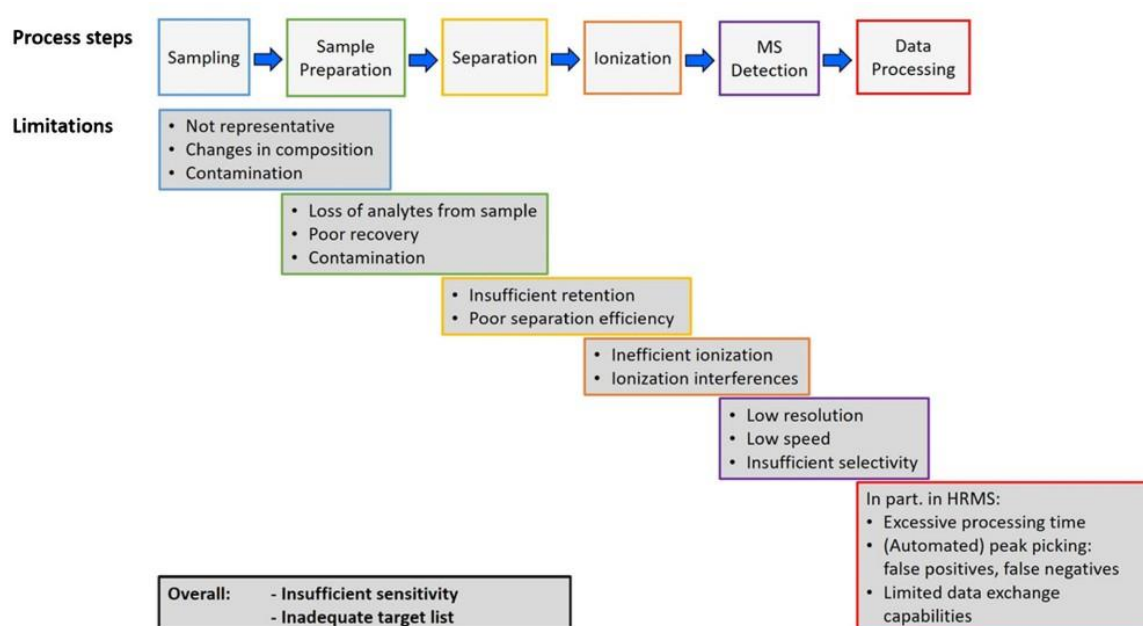 Process steps
Sampling
Sample
Preparation
Separation
Ionization
MS
Detection
Data
Processing
Limitations
• Not representative
• Changes in composition
• Contamination
• Loss of analytes from sample
• Poor recovery
• Contamination
• Insufficient retention
• Poor separation efficiency
• Inefficient ionization
• Ionization interferences
• Low resolution
• Low speed
• Insufficient selectivity
In part. in HRMS:
• Excessive processing time
• (Automated) peak picking:
false positives, false negatives
• Limited data exchange
capabilities
Overall: - Insufficient sensitivity
- Inadequate target list